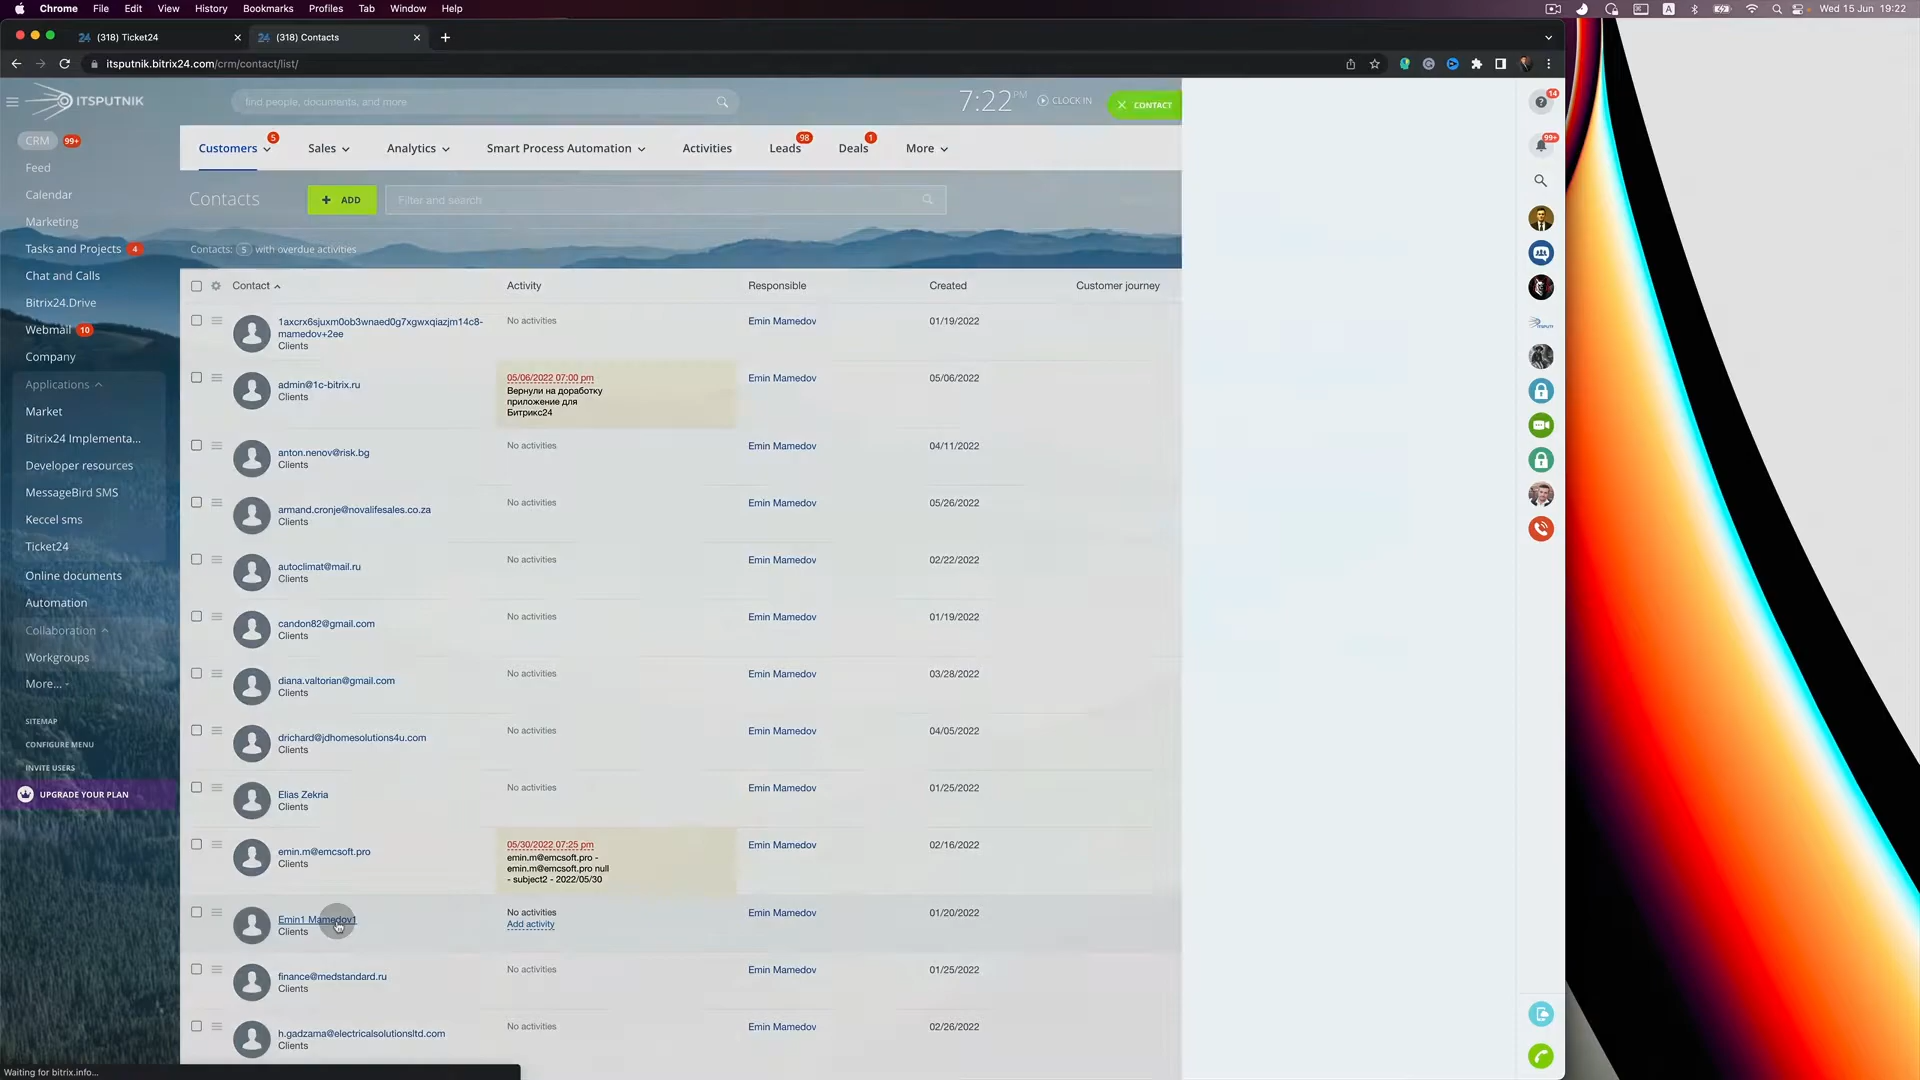 Chrome File Edit View History Bookmarks Profiles Tab Window Help Wed 15 Jun 19:22
24 (318) Ticket24
24 (318) Contacts
itsputnik.bitrix24.com/crm/contact/list/
ITSPUTNIK
find people, documents, and more
7:22 PM
CLOCK IN
CONTACT
14
CRM 99+
Feed
Calendar
Marketing
Tasks and Projects 4
Chat and Calls
Bitrix24.Drive
Webmail 10
Company
Applications
Market
Bitrix24 Implementa...
Developer resources
MessageBird SMS
Keccel sms
Ticket24
Online documents
Automation
Collaboration
Workgroups
More...
SITEMAP
CONFIGURE MENU
INVITE USERS
UPGRADE YOUR PLAN
Customers 5 Sales Analytics Smart Process Automation Activities Leads 98 Deals 1 More
99+
Contacts
+ ADD
Filter and search
Contacts: 5 with overdue activities
Contact Activity Responsible Created Customer journey
1axcrx6sjuxm0ob3wnaed0g7xgwxqiazjm14c8-
mamedov+2ee
Clients
No activities
Emin Mamedov
01/19/2022
admin@1c-bitrix.ru
Clients
05/06/2022 07:00 pm
Вернули на доработку
приложение для
Битрикс24
Emin Mamedov
05/06/2022
anton.nenov@risk.bg
Clients
No activities
Emin Mamedov
04/11/2022
armand.cronje@novalifesales.co.za
Clients
No activities
Emin Mamedov
05/26/2022
autoclimat@mail.ru
Clients
No activities
Emin Mamedov
02/22/2022
candon82@gmail.com
Clients
No activities
Emin Mamedov
01/19/2022
diana.valtorian@gmail.com
Clients
No activities
Emin Mamedov
03/28/2022
drichard@jdhomesolutions4u.com
Clients
No activities
Emin Mamedov
04/05/2022
Elias Zekria
Clients
No activities
Emin Mamedov
01/25/2022
emin.m@emcsoft.pro
Clients
05/30/2022 07:25 pm
emin.m@emcsoft.pro -
emin.m@emcsoft.pro null
- subject2 - 2022/05/30
Emin Mamedov
02/16/2022
Emin1 Mamedov1
Clients
No activities
Add activity
Emin Mamedov
01/20/2022
finance@medstandard.ru
Clients
No activities
Emin Mamedov
01/25/2022
h.gadzama@electricalsolutionsltd.com
Clients
No activities
Emin Mamedov
02/26/2022
Waiting for bitrix.info...